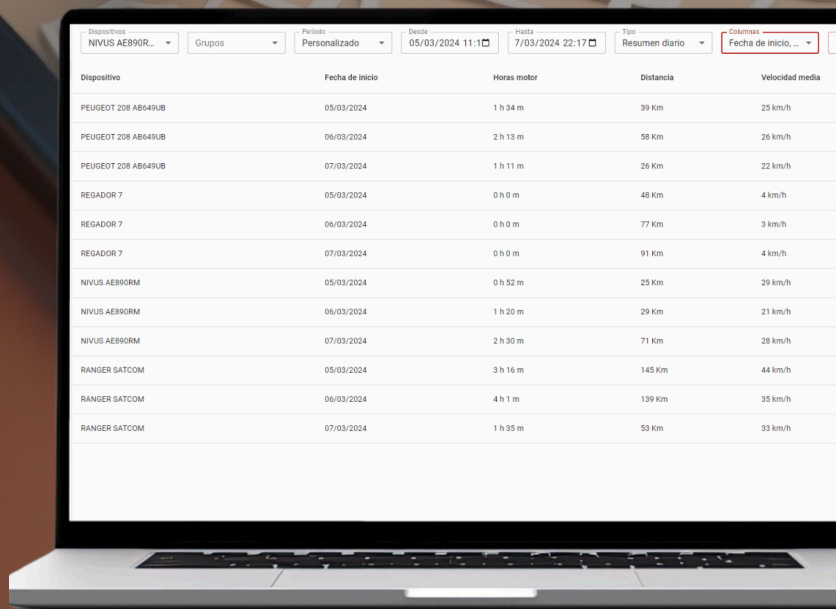 Dispositivos Período Desde Hasta Tipo Columnas
NIVUS AE890R... Grupos Personalizado 05/03/2024 11:1 7/03/2024 22:17 Resumen diario Fecha de inicio, ...
Dispositivo Fecha de inicio Horas motor Distancia Velocidad media
PEUGEOT 208 AB649UB 05/03/2024 1 h 34 m 39 Km 25 km/h
PEUGEOT 208 AB649UB 06/03/2024 2 h 13 m 58 Km 26 km/h
PEUGEOT 208 AB649UB 07/03/2024 1 h 11 m 26 Km 22 km/h
REGADOR 7 05/03/2024 0 h 0 m 48 Km 4 km/h
REGADOR 7 06/03/2024 0 h 0 m 77 Km 3 km/h
REGADOR 7 07/03/2024 0 h 0 m 91 Km 4 km/h
NIVUS AE890RM 05/03/2024 0 h 52 m 25 Km 29 km/h
NIVUS AE890RM 06/03/2024 1 h 20 m 29 Km 21 km/h
NIVUS AE890RM 07/03/2024 2 h 30 m 71 Km 28 km/h
RANGER SATCOM 05/03/2024 3 h 16 m 145 Km 44 km/h
RANGER SATCOM 06/03/2024 4 h 1 m 139 Km 35 km/h
RANGER SATCOM 07/03/2024 1 h 35 m 53 Km 33 km/h